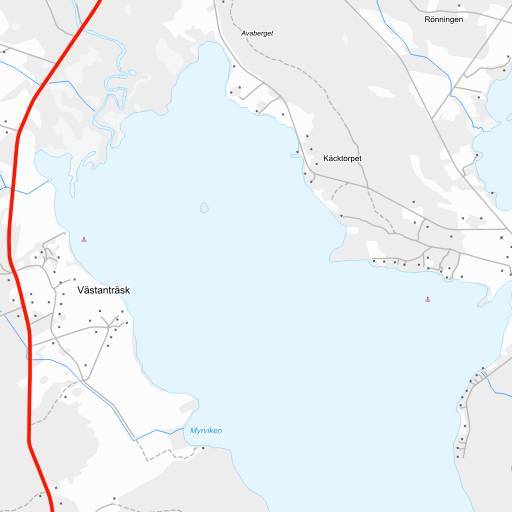 Rönningen
Avaberget
Käcktorpet
Västanträsk
Myrviken